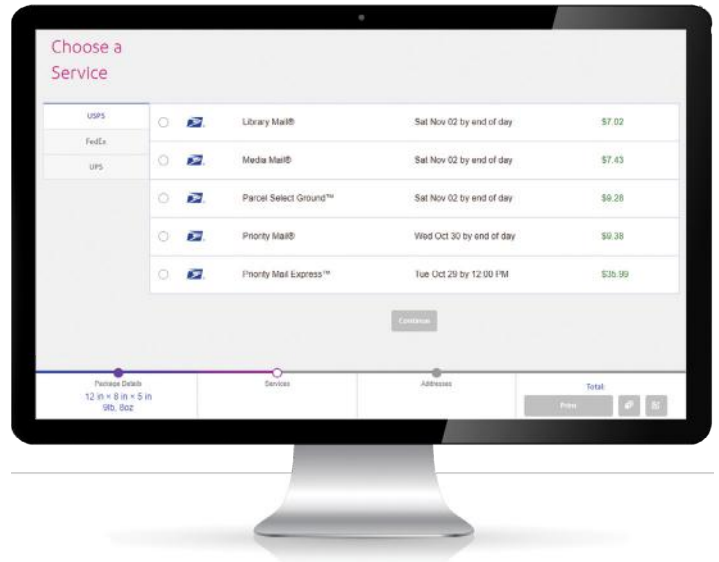 Choose a
Service
USPS
FedEx
UPS
Library Mail®
Sat Nov 02 by end of day
$7.02
Media Mail®
Sat Nov 02 by end of day
$7.43
Parcel Select Ground™
Sat Nov 02 by end of day
$9.28
Priority Mail®
Wed Oct 30 by end of day
$9.38
Priority Mail Express™
Tue Oct 29 by 12:00 PM
$35.99
Continue
Package Details
12 in × 8 in × 5 in
9lb, 8oz
Services
Addresses
Total:
Print